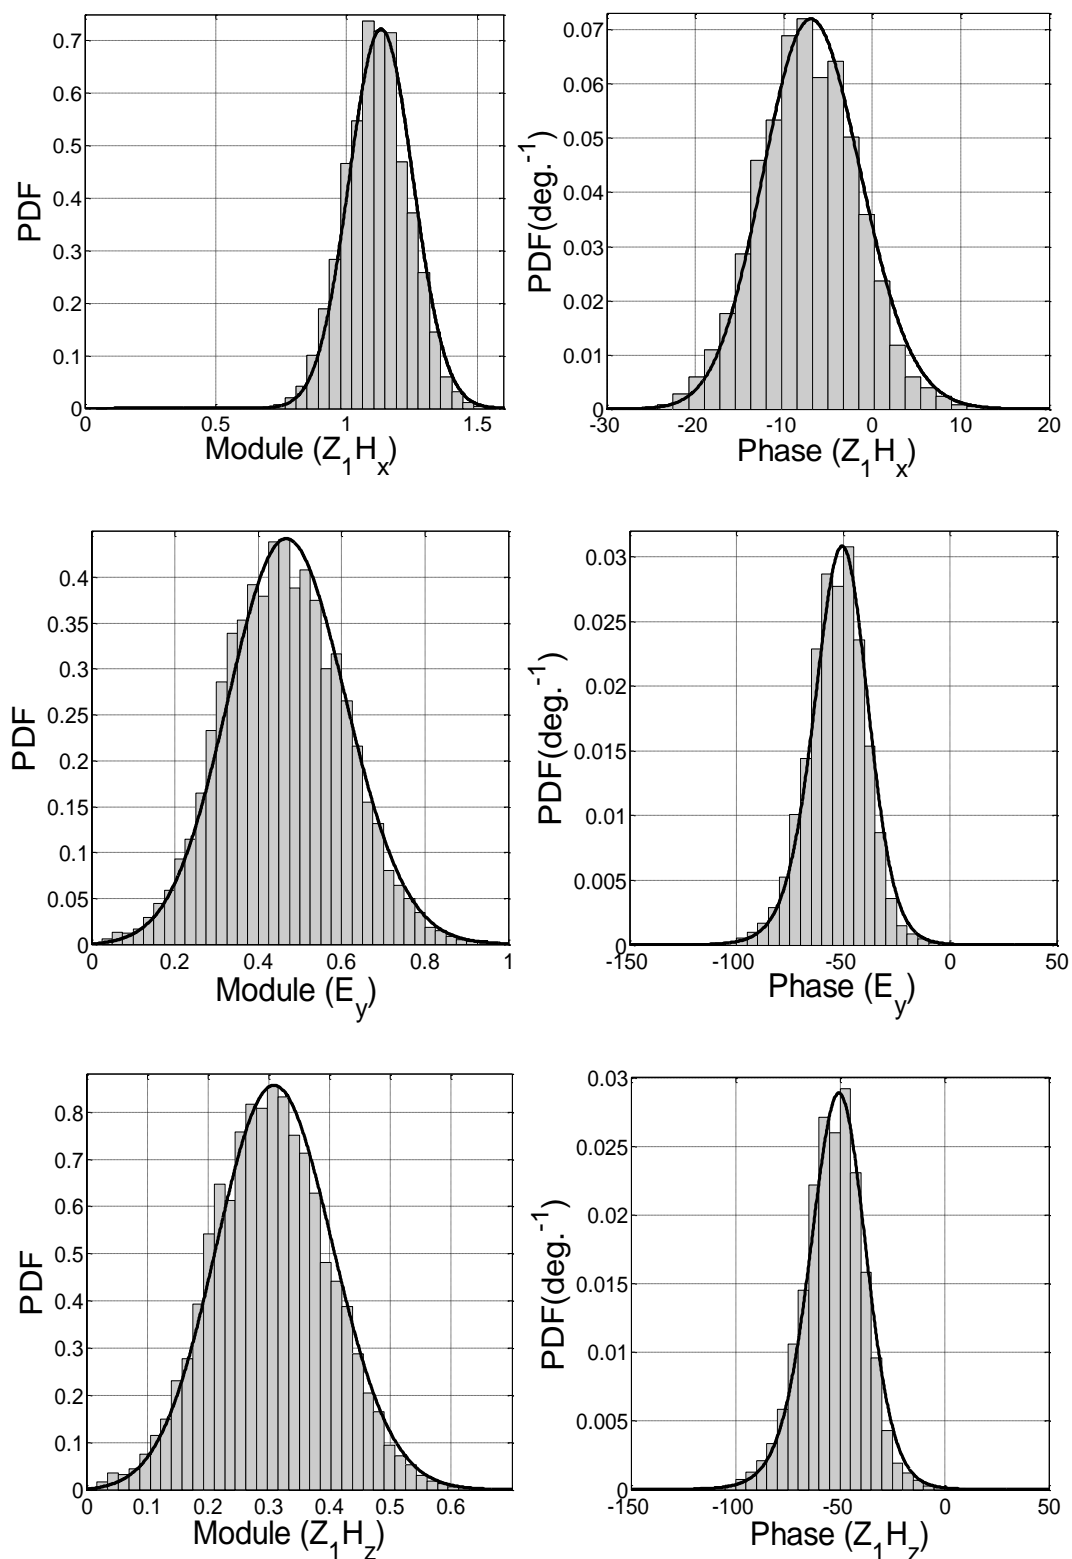 0.7
0.6
0.5
0.4
0.3
0.2
0.1
0
PDF
0 0.5 1 1.5
Module (Z1Hx)
0.07
0.06
0.05
0.04
0.03
0.02
0.01
0
PDF(deg.-1)
-30 -20 -10 0 10 20
Phase (Z1Hx)
0.4
0.35
0.3
0.25
0.2
0.15
0.1
0.05
0
PDF
0 0.2 0.4 0.6 0.8 1
Module (Ey)
0.03
0.025
0.02
0.015
0.01
0.005
0
PDF(deg.-1)
-150 -100 -50 0 50
Phase (Ey)
0.8
0.7
0.6
0.5
0.4
0.3
0.2
0.1
0
PDF
0 0.1 0.2 0.3 0.4 0.5 0.6
Module (Z1Hz)
0.03
0.025
0.02
0.015
0.01
0.005
0
PDF(deg.-1)
-150 -100 -50 0 50
Phase (Z1Hz)